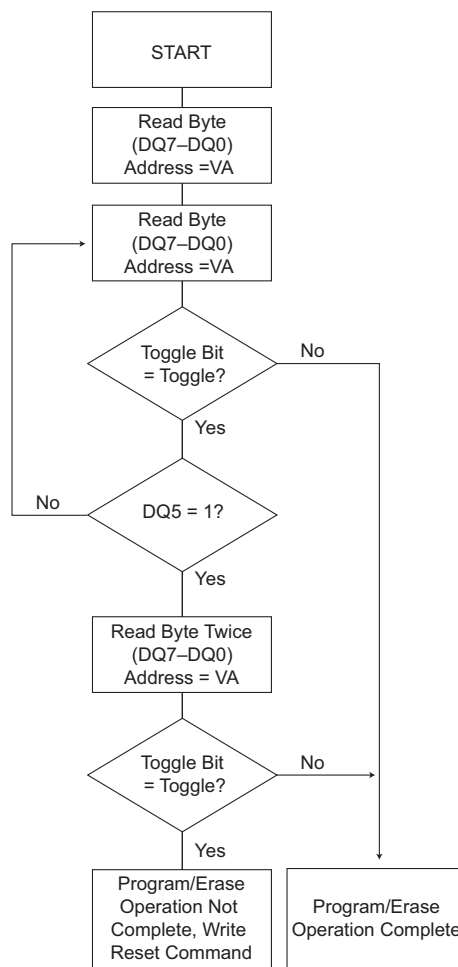 START
Read Byte
(DQ7–DQ0)
Address =VA
Read Byte
(DQ7–DQ0)
Address =VA
Toggle Bit
= Toggle?
No
Yes
No
DQ5 = 1?
Yes
Read Byte Twice
(DQ7–DQ0)
Address = VA
Toggle Bit
= Toggle?
No
Yes
Program/Erase
Operation Not
Complete, Write
Reset Command
Program/Erase
Operation Complete